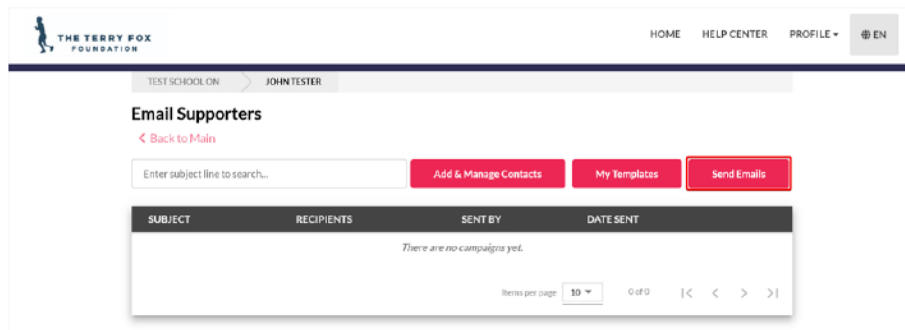 THE TERRY FOX
FOUNDATION
HOME HELP CENTER PROFILE EN
TEST SCHOOL ON JOHN TESTER
Email Supporters
Back to Main
Enter subject line to search... Add & Manage Contacts My Templates Send Emails
SUBJECT RECIPIENTS SENT BY DATE SENT
There are no campaigns yet.
Items per page 10 0 of 0